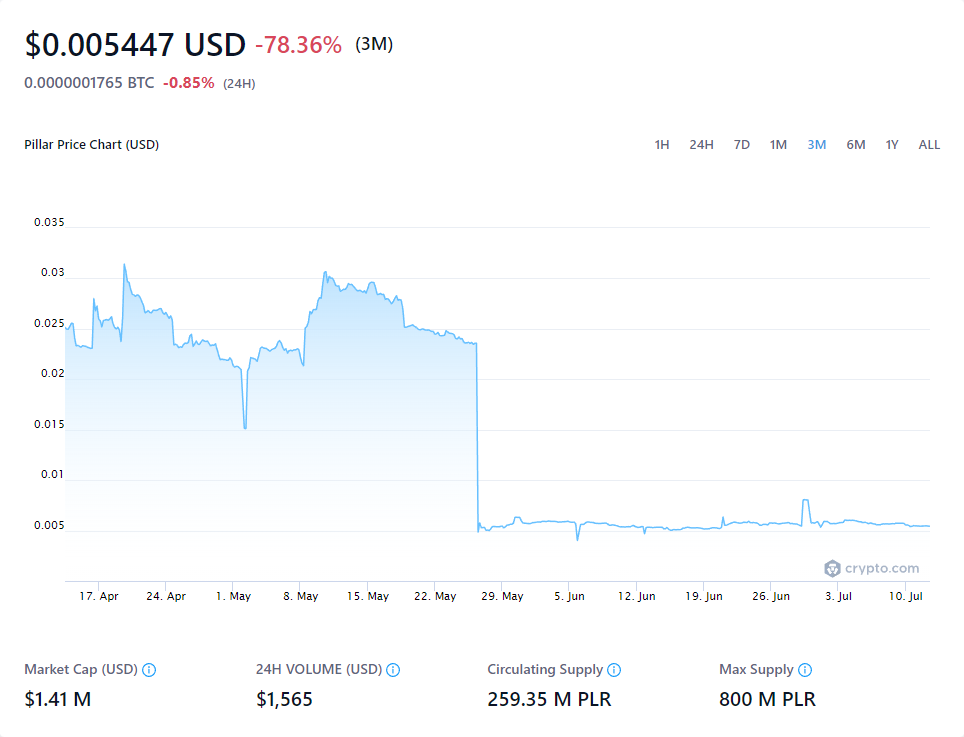 $0.005447 USD -78.36% (3M)
0.0000001765 BTC -0.85% (24H)
Pillar Price Chart (USD) 1H 24H 7D 1M 3M 6M 1Y ALL
0.035
0.03
0.025
0.02
0.015
0.01
0.005
crypto.com
17. Apr 24. Apr 1. May 8. May 15. May 22. May 29. May 5. Jun 12. Jun 19. Jun 26. Jun 3. Jul 10. Jul
Market Cap (USD) 24H VOLUME (USD) Circulating Supply Max Supply
$1.41 M $1,565 259.35 M PLR 800 M PLR